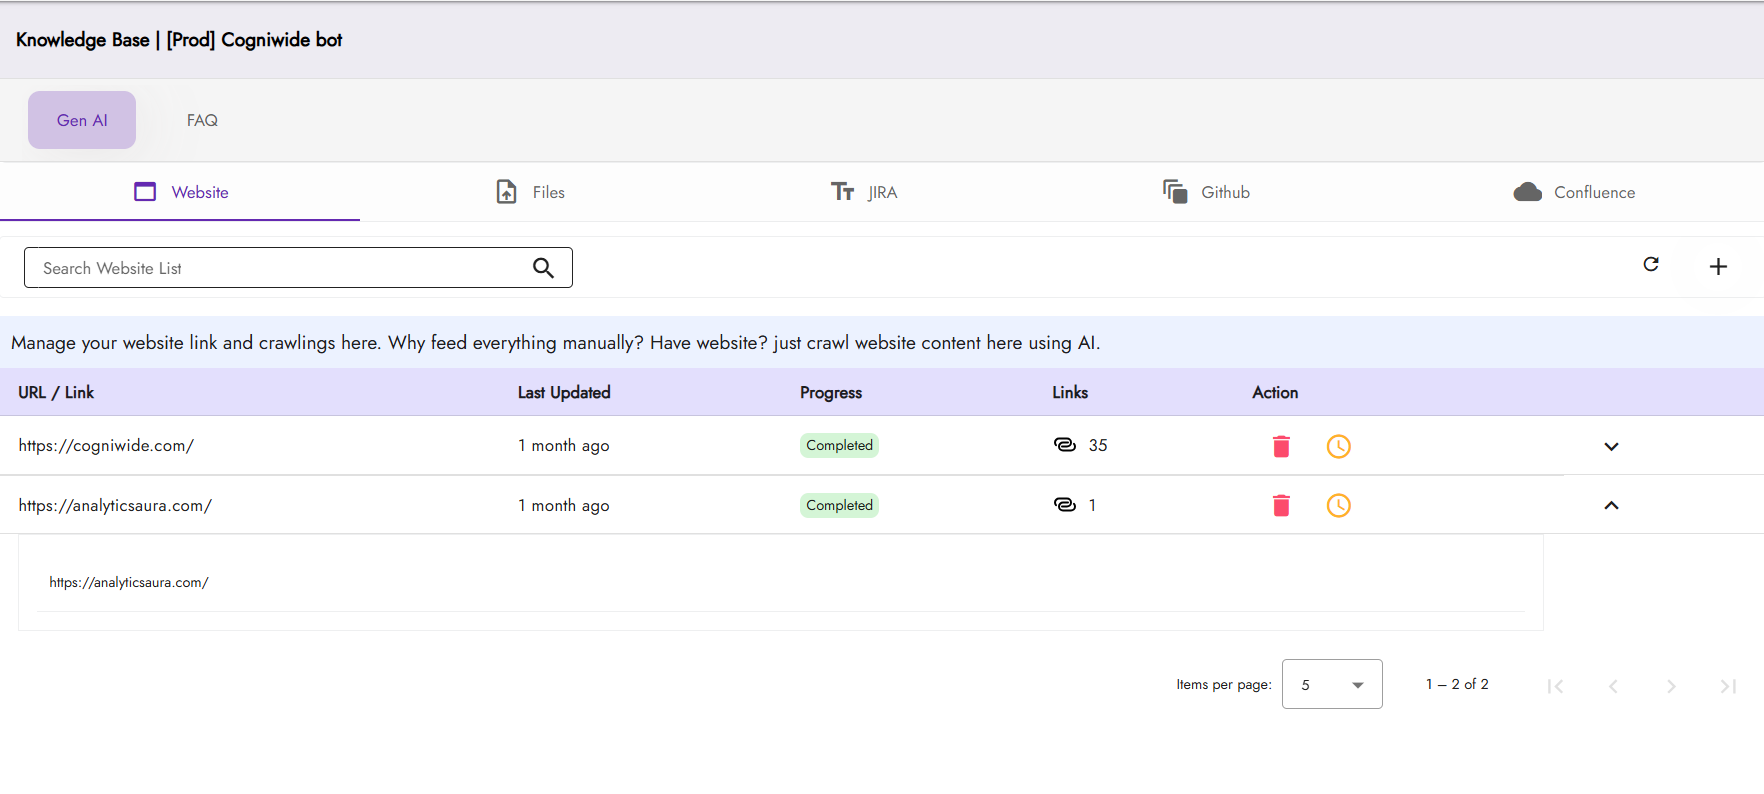 Knowledge Base | [Prod] Cogniwide bot
Gen AI FAQ
Website Files JIRA Github Confluence
Search Website List
Manage your website link and crawlings here. Why feed everything manually? Have website? just crawl website content here using AI.
URL / Link Last Updated Progress Links Action
https://cogniwide.com/ 1 month ago Completed 35
https://analyticsaura.com/ 1 month ago Completed 1
https://analyticsaura.com/
Items per page: 5 1 – 2 of 2